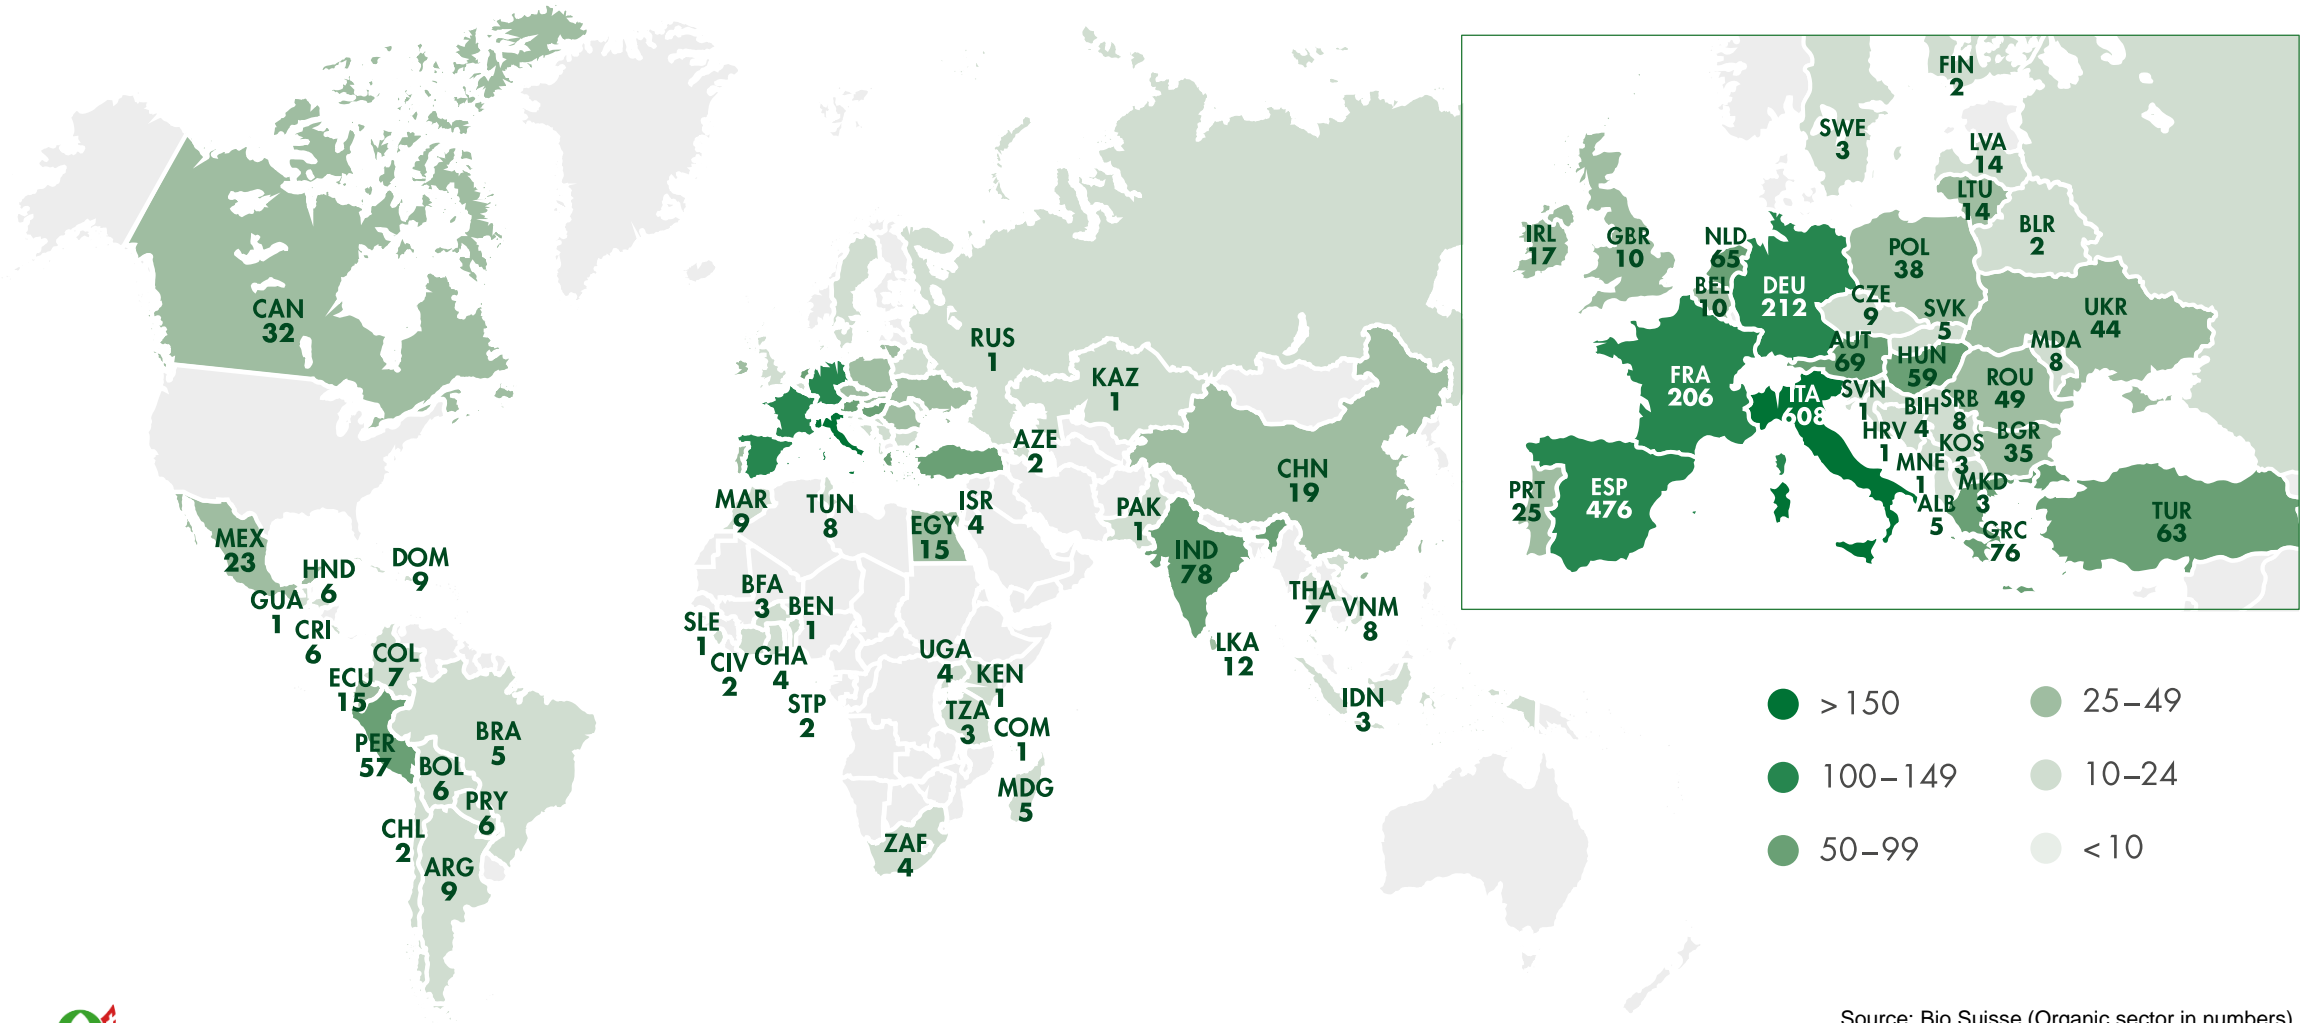 CAN
32
MEX
23
HND
6
DOM
9
GUA
1
CRI
6
COL
7
ECU
15
PER
57
BRA
5
BOL
6
PRY
6
CHL
2
ARG
9
RUS
1
KAZ
1
AZE
2
CHN
19
MAR
9
TUN
8
ISR
4
EGY
15
PAK
1
IND
78
BFA
3
BEN
1
SLE
1
CIV
2
GHA
4
STP
2
UGA
4
KEN
1
TZA
3
COM
1
MDG
5
ZAF
4
THA
7
VNM
8
LKA
12
IDN
3
FIN
2
SWE
3
LVA
14
LTU
14
BLR
2
IRL
17
GBR
10
NLD
65
BEL
10
DEU
212
POL
38
CZE
9
SVK
5
UKR
44
MDA
8
AUT
69
HUN
59
ROU
49
FRA
206
ITA
608
SVN
1
HRV
1
BIH
4
SRB
8
KOS
3
BGR
35
MNE
1
MKD
3
ALB
5
GRC
76
PRT
25
ESP
476
TUR
63
>150
25–49
100–149
10–24
50–99
<10
Source: Bio Suisse (Organic sector in numbers)